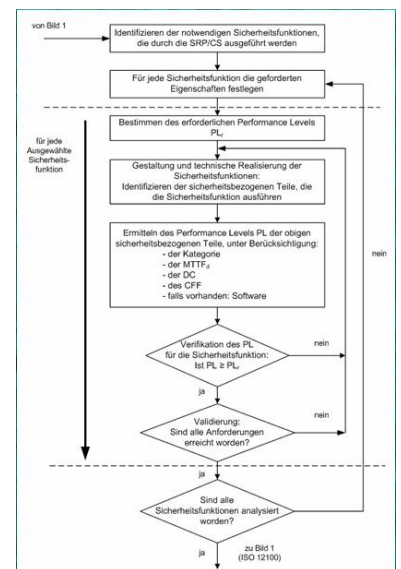 von Bild 1
Identifizieren der notwendigen Sicherheitsfunktionen,
die durch die SRP/CS ausgeführt werden
Für jede Sicherheitsfunktion die geforderten
Eigenschaften festlegen
Bestimmen des erforderlichen Performance Levels
PLr
für jede
Ausgewählte
Sicherheits-
funktion
Gestaltung und technische Realisierung der
Sicherheitsfunktionen:
Identifizieren der sicherheitsbezogenen Teile, die
die Sicherheitsfunktion ausführen
Ermitteln des Performance Levels PL der obigen
sicherheitsbezogenen Teile, unter Berücksichtigung:
- der Kategorie
- der MTTFd
- der DC
- des CFF
- falls vorhanden: Software
nein
Verifikation des PL
für die Sicherheitsfunktion:
Ist PL ≥ PLr
nein
ja
Validierung:
Sind alle Anforderungen
erreicht worden?
nein
ja
Sind alle
Sicherheitsfunktionen analysiert
worden?
ja
zu Bild 1
(ISO 12100)